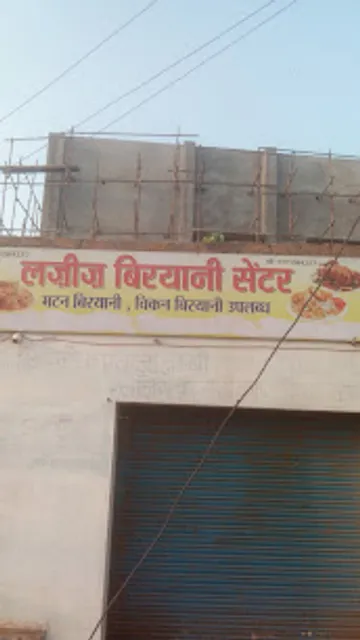 लज़ीज़ बिरयानी सेंटर
मटन बिरयानी , चिकन बिरयानी उपलब्ध